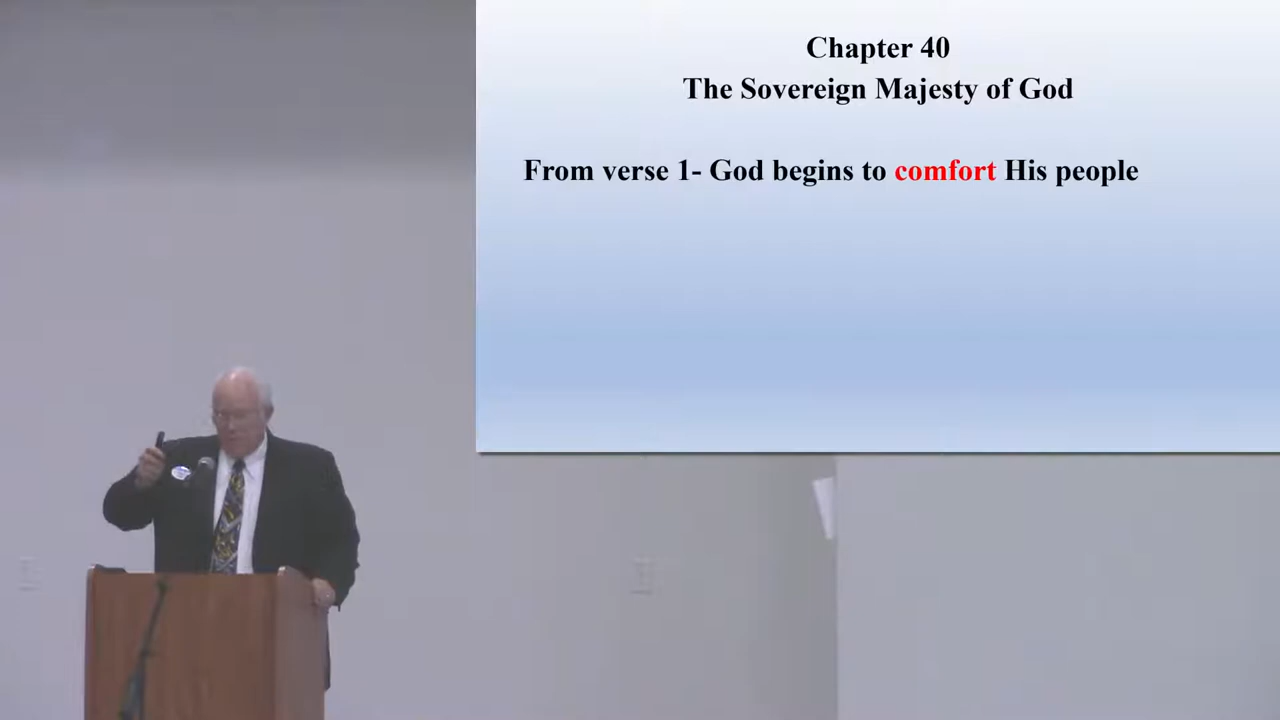 Chapter 40
The Sovereign Majesty of God
From verse 1- God begins to comfort His people